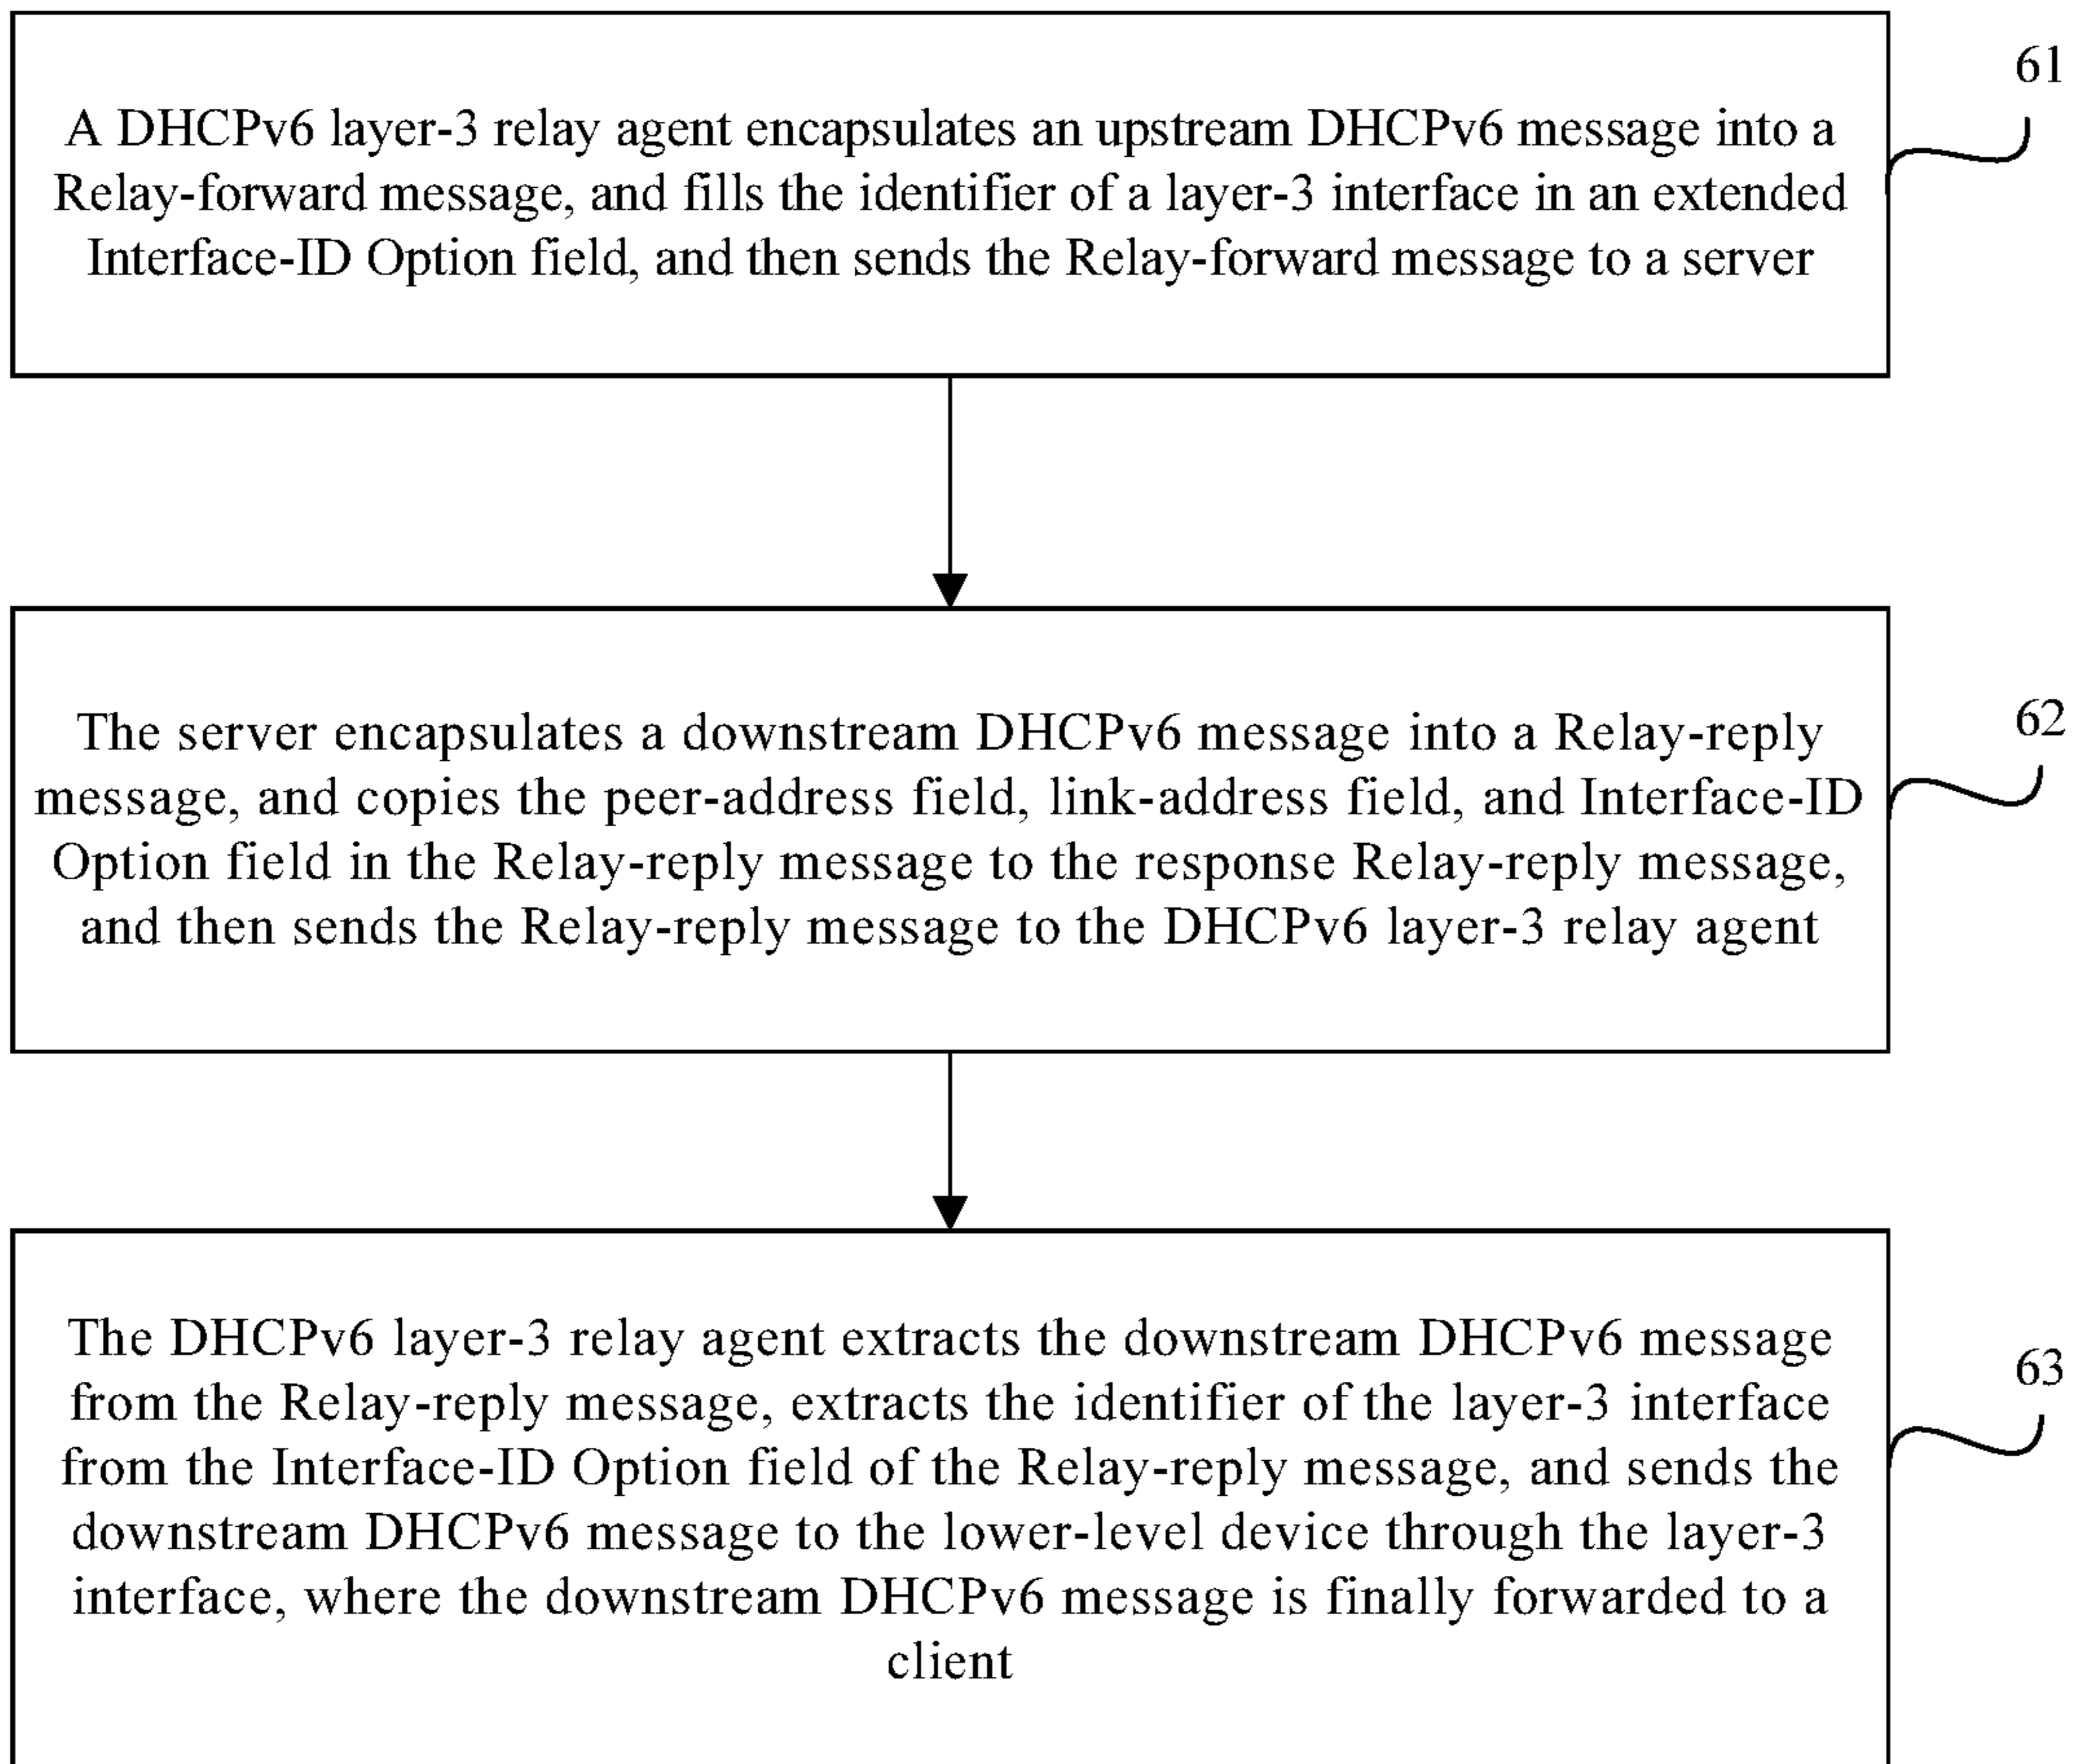 A DHCPv6 layer-3 relay agent encapsulates an upstream DHCPv6 message into a
Relay-forward message, and fills the identifier of a layer-3 interface in an extended
Interface-ID Option field, and then sends the Relay-forward message to a server
61
The server encapsulates a downstream DHCPv6 message into a Relay-reply
message, and copies the peer-address field, link-address field, and Interface-ID
Option field in the Relay-reply message to the response Relay-reply message,
and then sends the Relay-reply message to the DHCPv6 layer-3 relay agent
62
The DHCPv6 layer-3 relay agent extracts the downstream DHCPv6 message
from the Relay-reply message, extracts the identifier of the layer-3 interface
from the Interface-ID Option field of the Relay-reply message, and sends the
downstream DHCPv6 message to the lower-level device through the layer-3
interface, where the downstream DHCPv6 message is finally forwarded to a
client
63